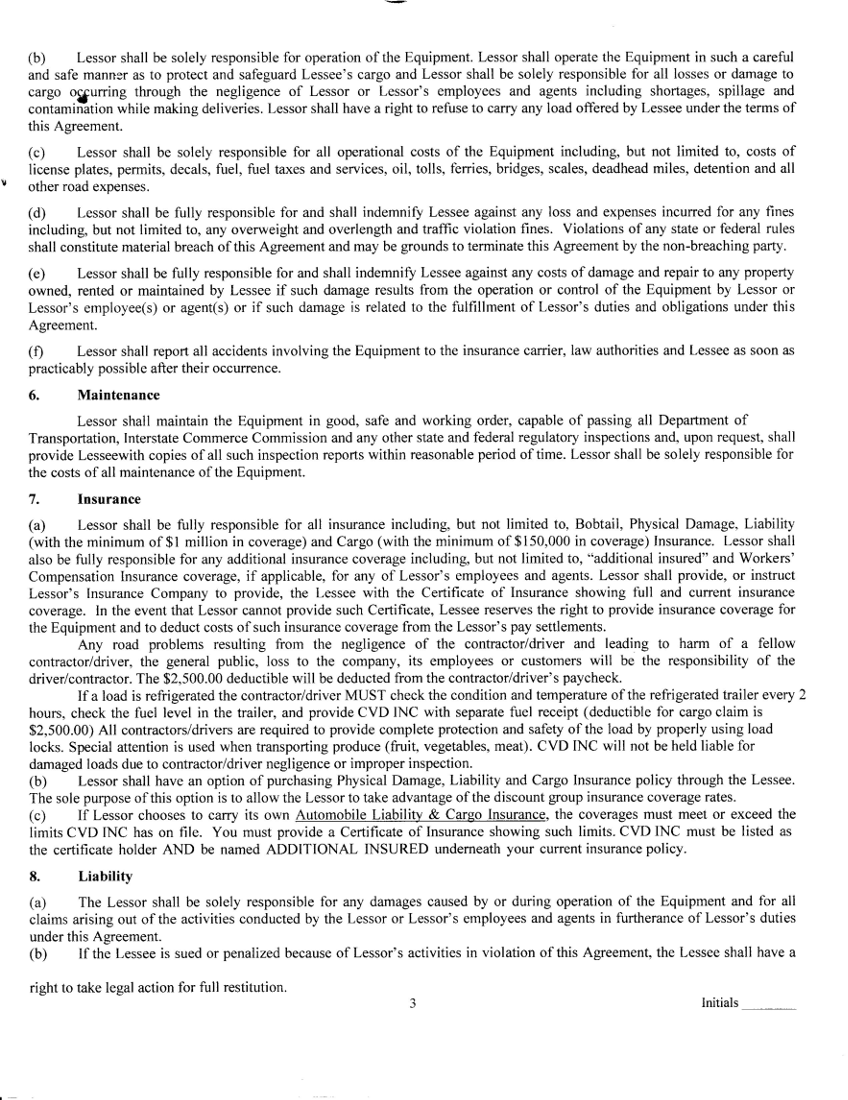 (b) Lessor shall be solely responsible for operation of the Equipment. Lessor shall operate the Equipment in such a careful
and safe manner as to protect and safeguard Lessee's cargo and Lessor shall be solely responsible for all losses or damage to
cargo occurring through the negligence of Lessor or Lessor's employees and agents including shortages, spillage and
contamination while making deliveries. Lessor shall have a right to refuse to carry any load offered by Lessee under the terms of
this Agreement.
(c) Lessor shall be solely responsible for all operational costs of the Equipment including, but not limited to, costs of
license plates, permits, decals, fuel, fuel taxes and services, oil, tolls, ferries, bridges, scales, deadhead miles, detention and all
other road expenses.
(d) Lessor shall be fully responsible for and shall indemnify Lessee against any loss and expenses incurred for any fines
including, but not limited to, any overweight and overlength and traffic violation fines. Violations of any state or federal rules
shall constitute material breach of this Agreement and may be grounds to terminate this Agreement by the non-breaching party.
(e) Lessor shall be fully responsible for and shall indemnify Lessee against any costs of damage and repair to any property
owned, rented or maintained by Lessee if such damage results from the operation or control of the Equipment by Lessor or
Lessor's employee(s) or agent(s) or if such damage is related to the fulfillment of Lessor's duties and obligations under this
Agreement.
(f) Lessor shall report all accidents involving the Equipment to the insurance carrier, law authorities and Lessee as soon as
practicably possible after their occurrence.
6. Maintenance
Lessor shall maintain the Equipment in good, safe and working order, capable of passing all Department of
Transportation, Interstate Commerce Commission and any other state and federal regulatory inspections and, upon request, shall
provide Lesseewith copies of all such inspection reports within reasonable period of time. Lessor shall be solely responsible for
the costs of all maintenance of the Equipment.
7. Insurance
(a) Lessor shall be fully responsible for all insurance including, but not limited to, Bobtail, Physical Damage, Liability
(with the minimum of $1 million in coverage) and Cargo (with the minimum of $150,000 in coverage) Insurance. Lessor shall
also be fully responsible for any additional insurance coverage including, but not limited to, "additional insured" and Workers'
Compensation Insurance coverage, if applicable, for any of Lessor's employees and agents. Lessor shall provide, or instruct
Lessor's Insurance Company to provide, the Lessee with the Certificate of Insurance showing full and current insurance
coverage. In the event that Lessor cannot provide such Certificate, Lessee reserves the right to provide insurance coverage for
the Equipment and to deduct costs of such insurance coverage from the Lessor's pay settlements.
Any road problems resulting from the negligence of the contractor/driver and leading to harm of a fellow
contractor/driver, the general public, loss to the company, its employees or customers will be the responsibility of the
driver/contractor. The $2,500.00 deductible will be deducted from the contractor/driver's paycheck.
If a load is refrigerated the contractor/driver MUST check the condition and temperature of the refrigerated trailer every 2
hours, check the fuel level in the trailer, and provide CVD INC with separate fuel receipt (deductible for cargo claim is
$2,500.00) All contractors/drivers are required to provide complete protection and safety of the load by properly using load
locks. Special attention is used when transporting produce (fruit, vegetables, meat). CVD INC will not be held liable for
damaged loads due to contractor/driver negligence or improper inspection.
(b) Lessor shall have an option of purchasing Physical Damage, Liability and Cargo Insurance policy through the Lessee.
The sole purpose of this option is to allow the Lessor to take advantage of the discount group insurance coverage rates.
(c) If Lessor chooses to carry its own Automobile Liability & Cargo Insurance, the coverages must meet or exceed the
limits CVD INC has on file. You must provide a Certificate of Insurance showing such limits. CVD INC must be listed as
the certificate holder AND be named ADDITIONAL INSURED underneath your current insurance policy.
8. Liability
(a) The Lessor shall be solely responsible for any damages caused by or during operation of the Equipment and for all
claims arising out of the activities conducted by the Lessor or Lessor's employees and agents in furtherance of Lessor's duties
under this Agreement.
(b) If the Lessee is sued or penalized because of Lessor's activities in violation of this Agreement, the Lessee shall have a
right to take legal action for full restitution.
3 Initials ________